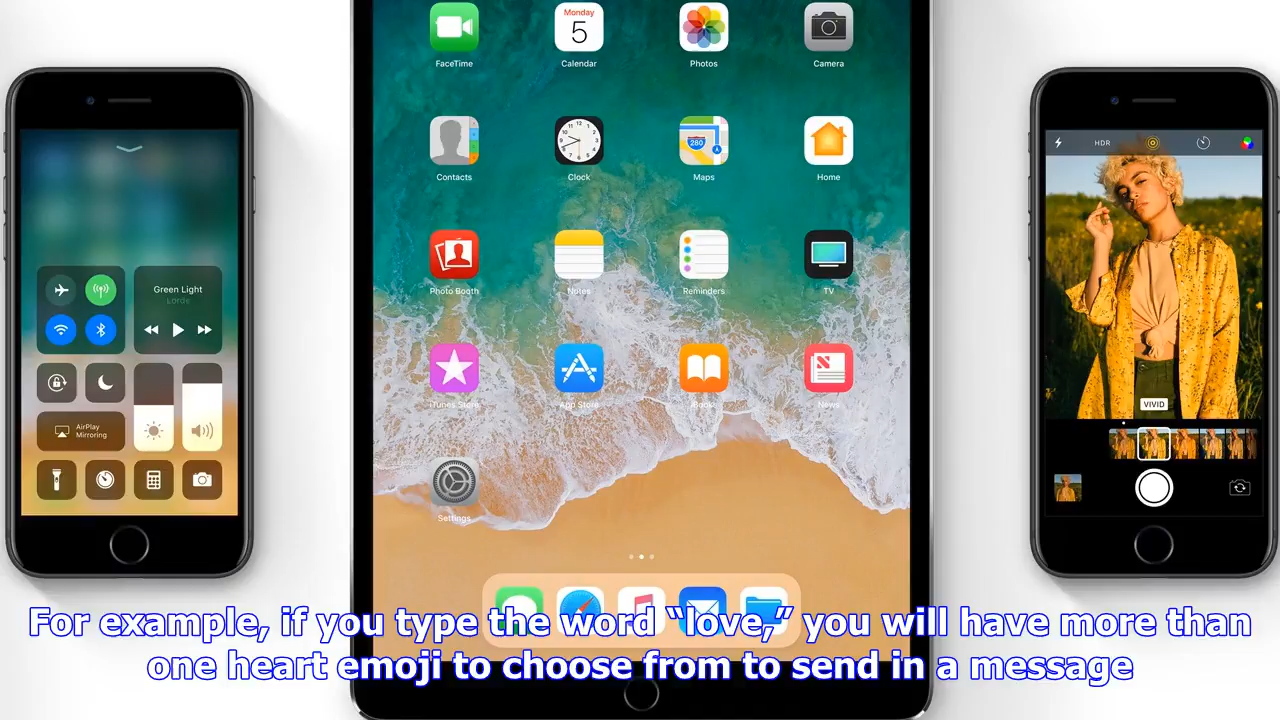 Monday
5
FaceTime
Calendar
Photos
Camera
HDR
280
Contacts
Clock
Maps
Home
Green Light
Lorde
Photo Booth
Notes
Reminders
TV
iTunes Store
App Store
iBooks
News
VIVID
AirPlay
Mirroring
Settings
For example, if you type the word “love,” you will have more than
one heart emoji to choose from to send in a message